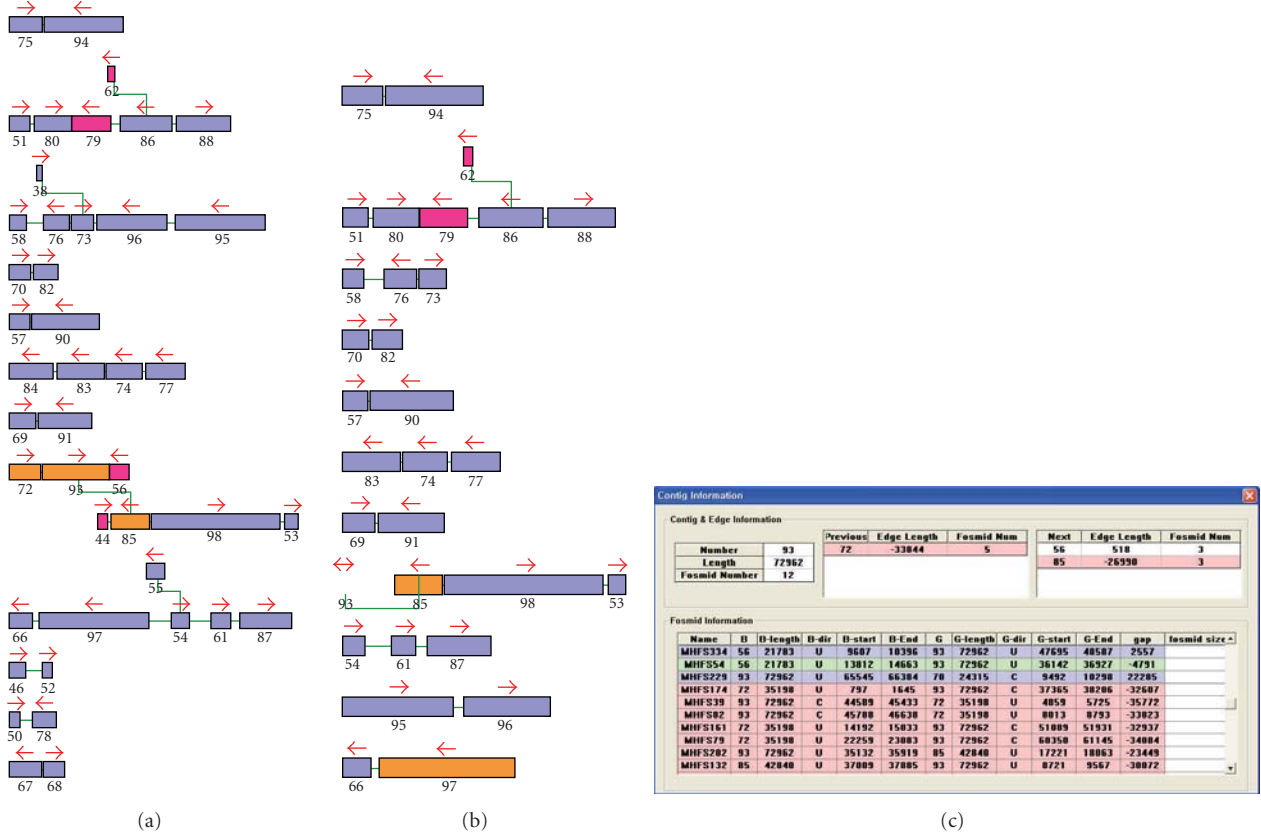 75 94
62
51 80 79 86 88
38
58 76 73 96 95
70 82
57 90
84 83 74 77
69 91
72 93 56
44 85 98 53
55
66 97 54 61 87
46 52
50 78
67 68
(a)
75 94
62
51 80 79 86 88
58 76 73
70 82
57 90
83 74 77
69 91
93 85 98 53
54 61 87
95 96
66 97
(b)
Contig Information
Contig & Edge Information
Number 93
Length 72962
Fosmid Number 12
Previous Edge Length Fosmid Num
72 -33844 5
Next Edge Length Fosmid Num
56 518 3
85 -26990 3
Fosmid Information
Name B B-length B-dir B-start B-End G G-length G-dir G-start G-End gap fosmid size
MHFS334 56 21783 U 9607 10396 93 72962 U 47695 48587 2557
MHFS54 56 21783 U 13812 14663 93 72962 U 36142 36927 -4791
MHFS229 93 72962 U 65545 66384 70 24315 C 9492 10298 22285
MHFS174 72 35198 U 797 1645 93 72962 C 37365 38206 -32607
MHFS39 93 72962 C 44589 45433 72 35198 U 4859 5725 -35772
MHFS82 93 72962 C 45788 46638 72 35198 U 8013 8793 -33823
MHFS161 72 35198 U 14192 15033 93 72962 C 51089 51931 -32937
MHFS79 72 35198 U 22259 23083 93 72962 C 60350 61145 -34084
MHFS202 93 72962 U 35132 35919 85 42840 U 17221 18063 -23449
MHFS132 85 42840 U 37009 37885 93 72962 U 8721 9567 -30072
(c)